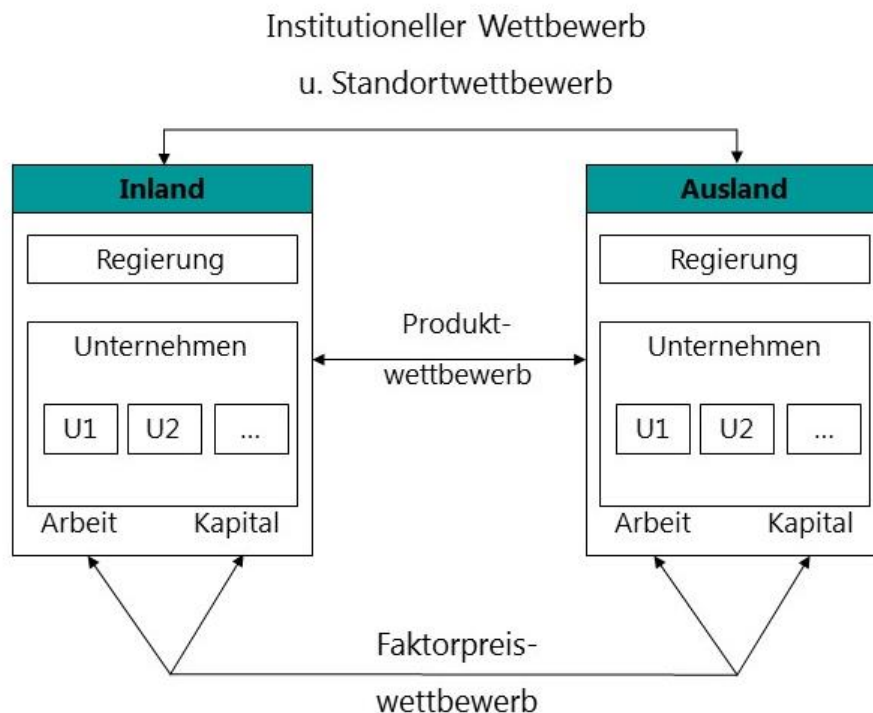 Institutioneller Wettbewerb
u. Standortwettbewerb
Inland
Regierung
Unternehmen
U1 U2 ...
Arbeit Kapital
Produkt-
wettbewerb
Ausland
Regierung
Unternehmen
U1 U2 ...
Arbeit Kapital
Faktorpreis-
wettbewerb